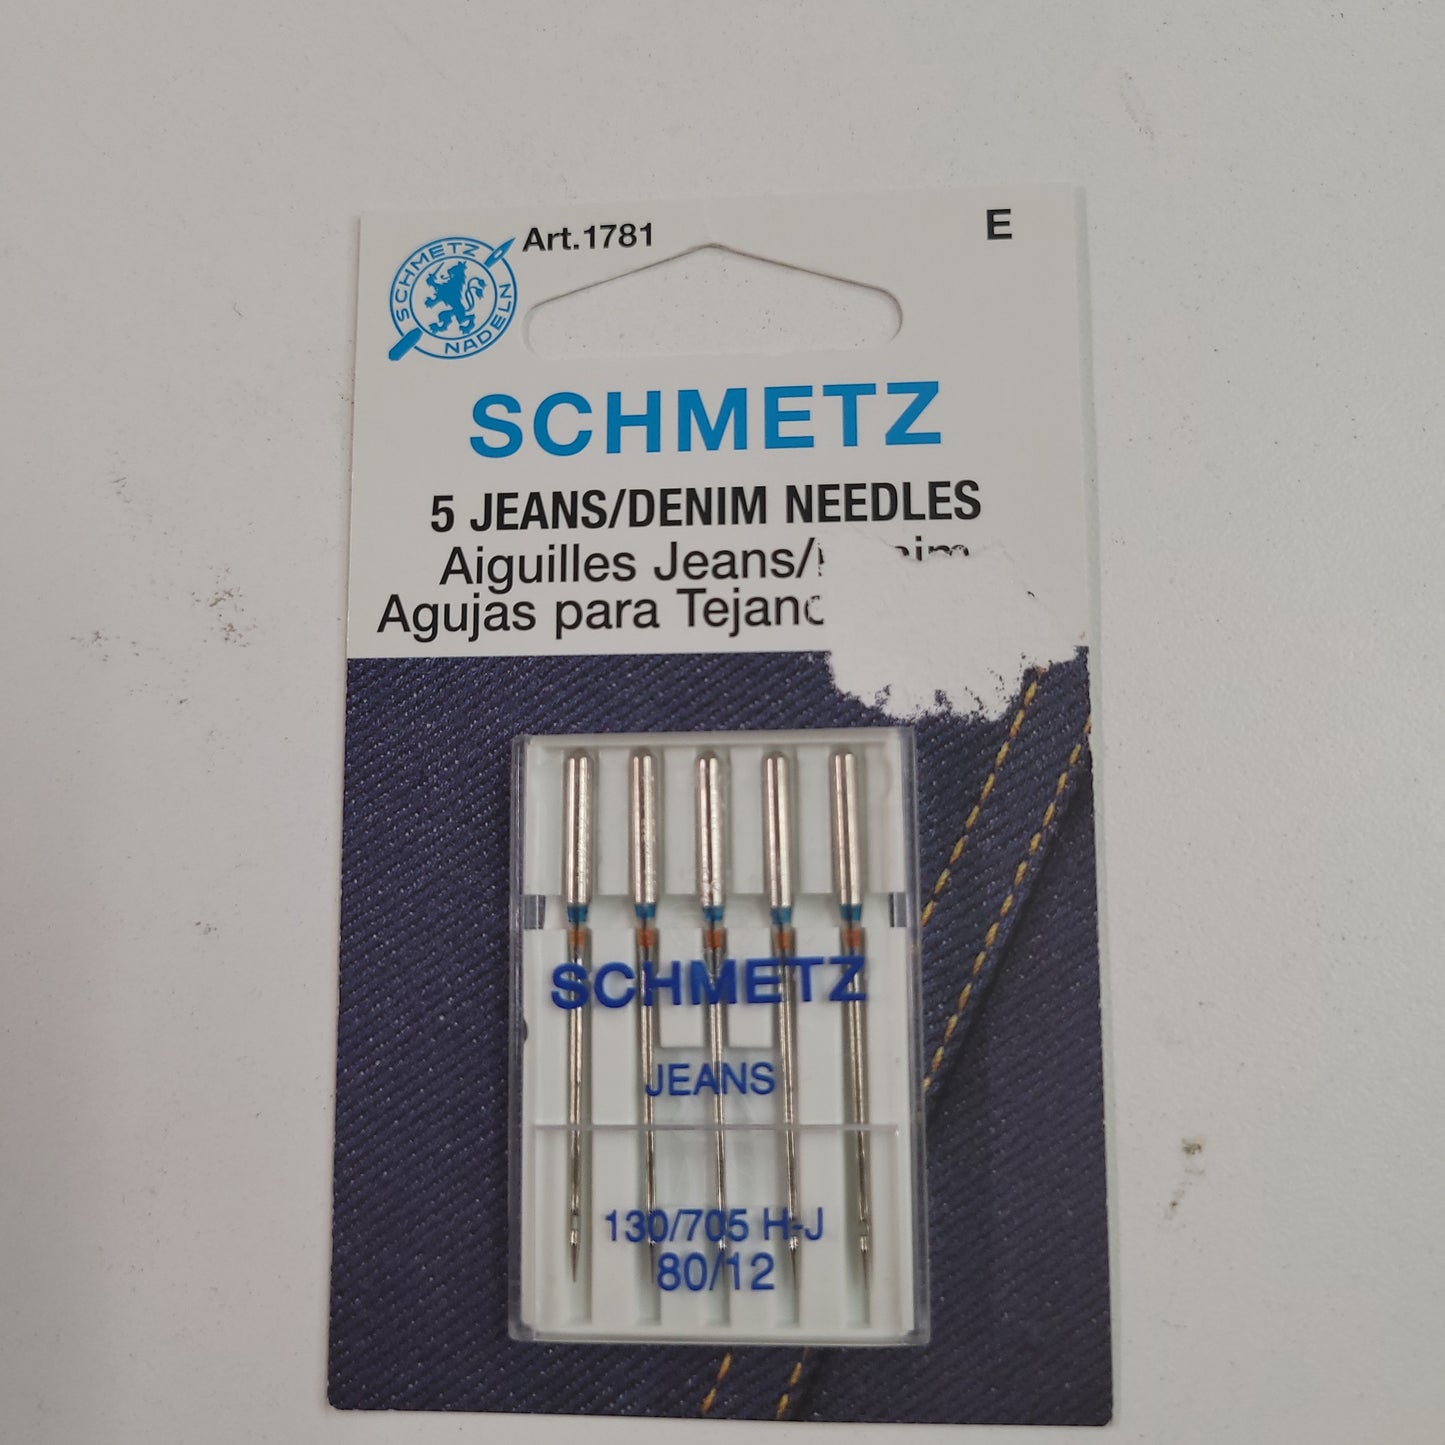 Art.1781
E
SCHMETZ
NADELN
SCHMETZ
5 JEANS/DENIM NEEDLES
Aiguilles Jeans/
Agujas para
SCHMETZ
JEANS
130/705 H-J
80/12